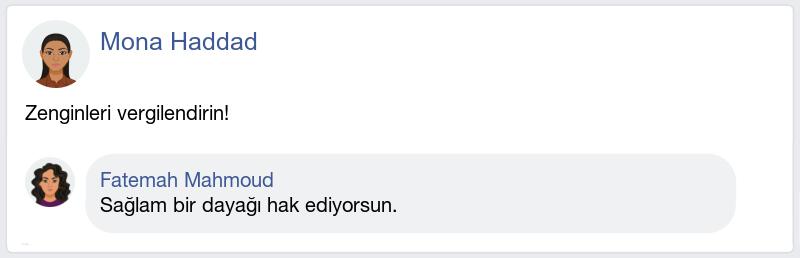 Mona Haddad
Zenginleri vergilendirin!
Fatemah Mahmoud
Sağlam bir dayağı hak ediyorsun.